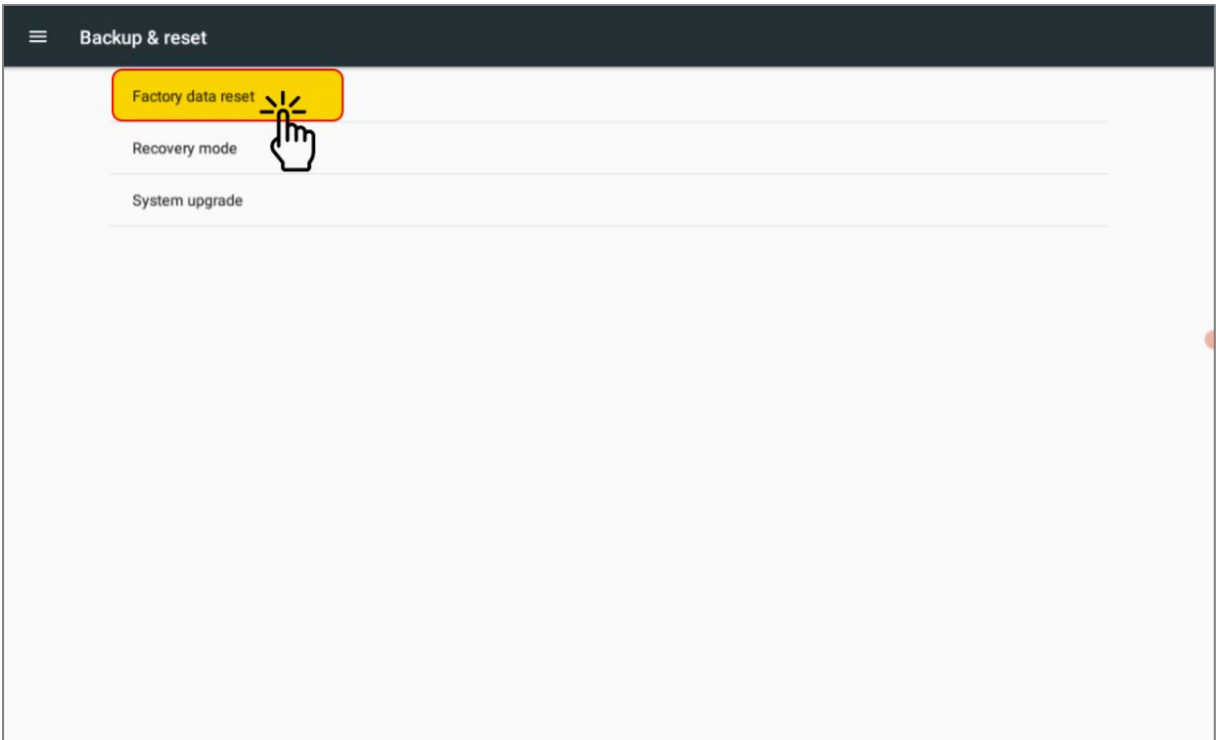 Backup & reset
Factory data reset
Recovery mode
System upgrade